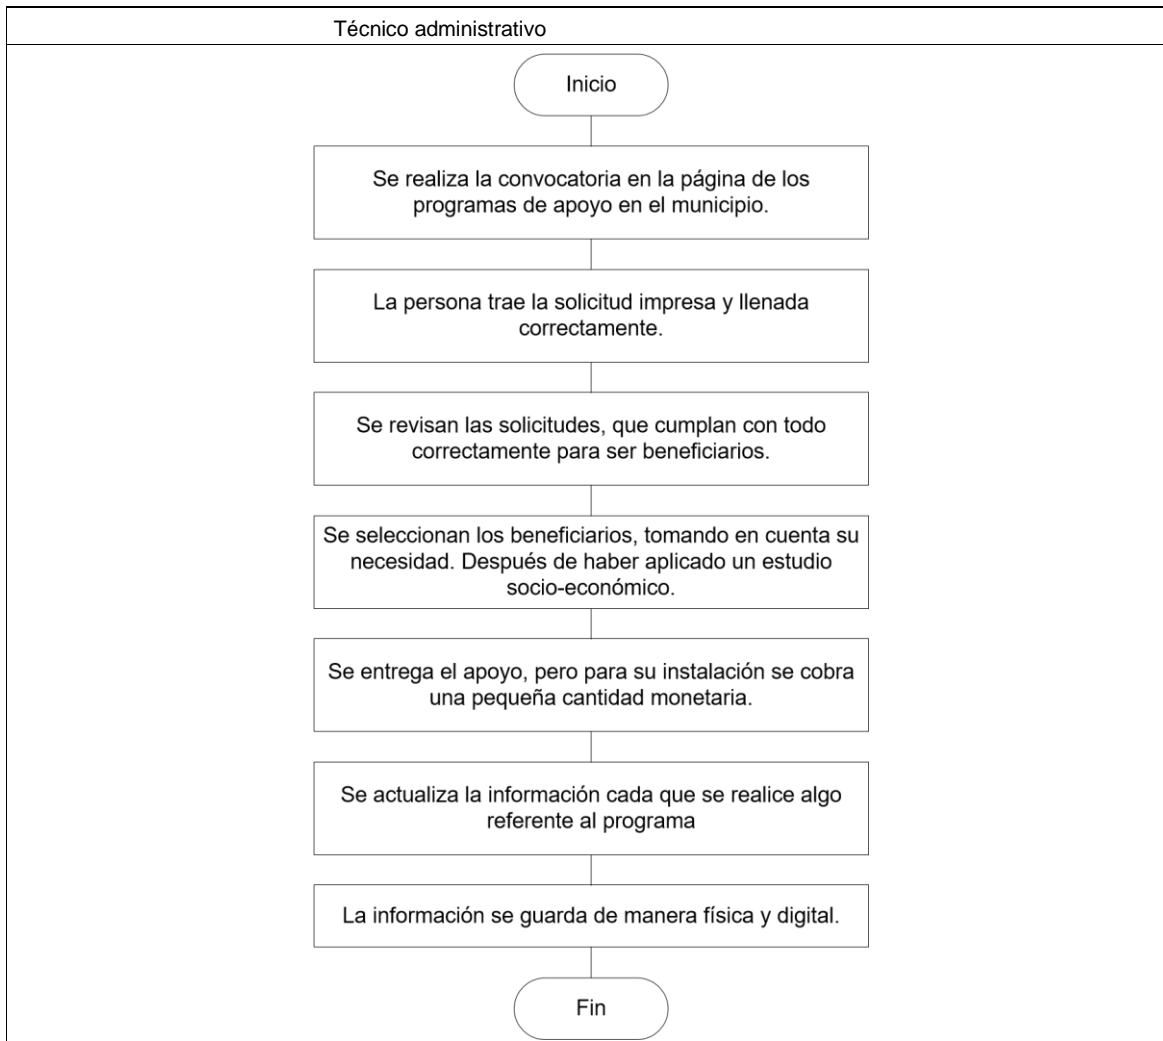 Técnico administrativo
Inicio
Se realiza la convocatoria en la página de los
programas de apoyo en el municipio.
La persona trae la solicitud impresa y llenada
correctamente.
Se revisan las solicitudes, que cumplan con todo
correctamente para ser beneficiarios.
Se seleccionan los beneficiarios, tomando en cuenta su
necesidad. Después de haber aplicado un estudio
socio-económico.
Se entrega el apoyo, pero para su instalación se cobra
una pequeña cantidad monetaria.
Se actualiza la información cada que se realice algo
referente al programa
La información se guarda de manera física y digital.
Fin